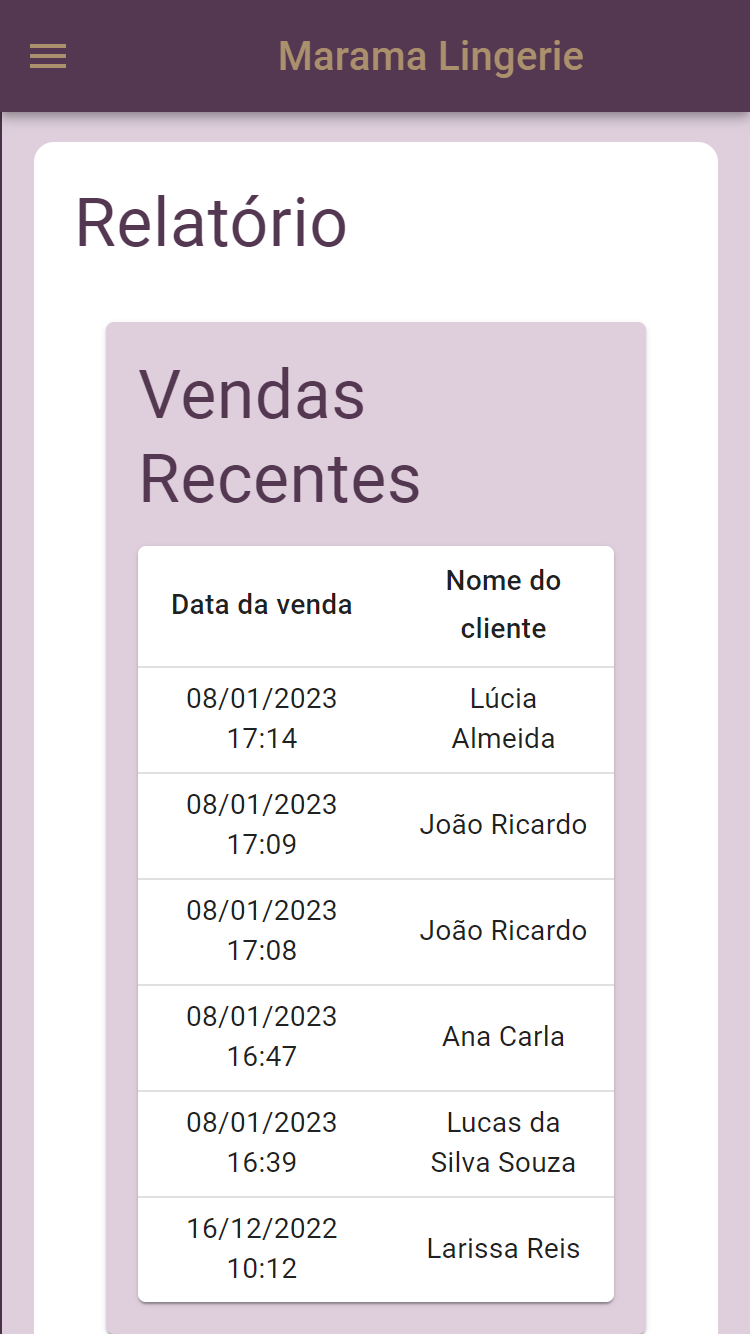 Marama Lingerie
Relatório
Vendas
Recentes
Data da venda
Nome do
cliente
08/01/2023
17:14
Lúcia
Almeida
08/01/2023
17:09
João Ricardo
08/01/2023
17:08
João Ricardo
08/01/2023
16:47
Ana Carla
08/01/2023
16:39
Lucas da
Silva Souza
16/12/2022
10:12
Larissa Reis